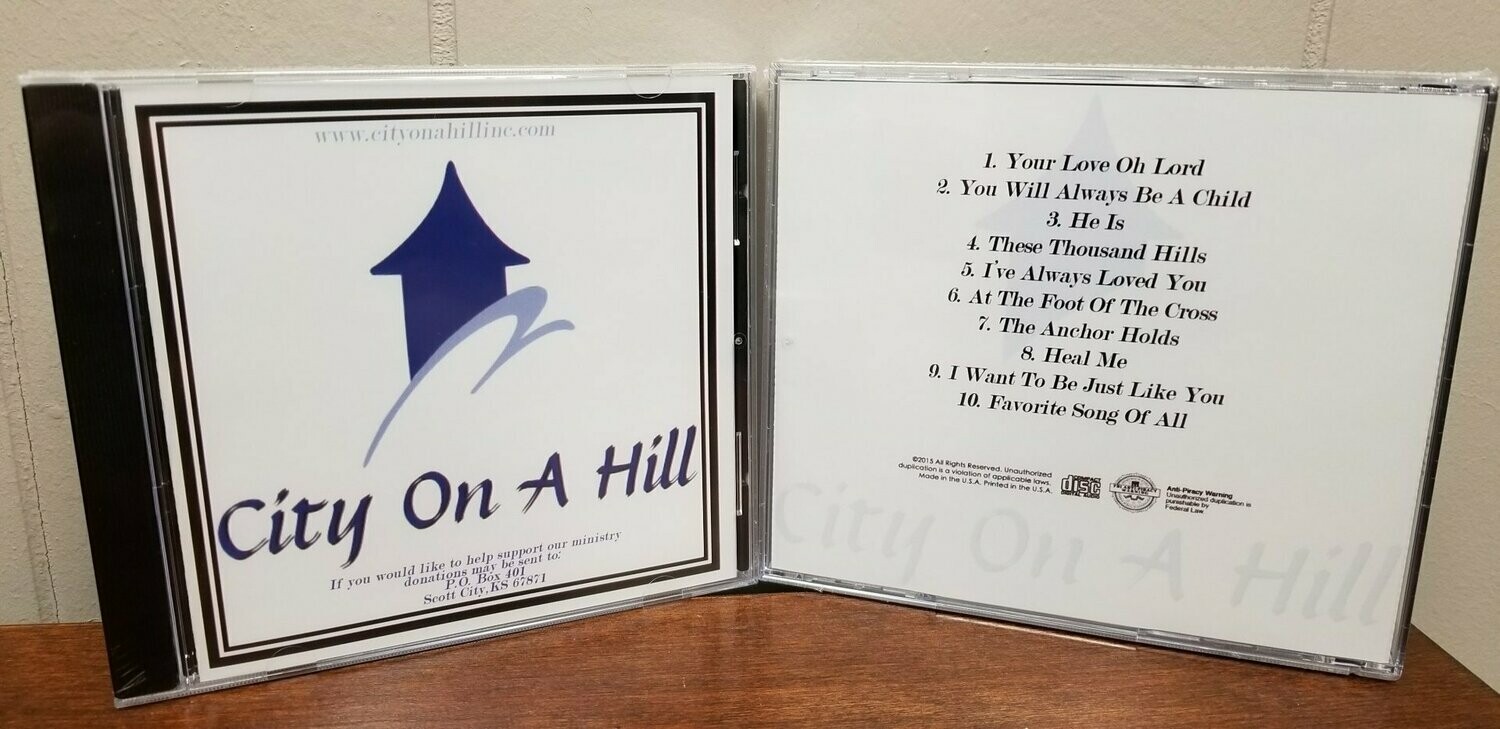 www.cityonahillinc.com
City On A Hill
If you would like to help support our ministry
donations may be sent to:
P.O. Box 401
Scott City, KS 67871
1. Your Love Oh Lord
2. You Will Always Be A Child
3. He Is
4. These Thousand Hills
5. I've Always Loved You
6. At The Foot Of The Cross
7. The Anchor Holds
8. Heal Me
9. I Want To Be Just Like You
10. Favorite Song Of All
©2015 All Rights Reserved. Unauthorized
duplication is a violation of applicable laws.
Made in the U.S.A. Printed in the U.S.A.
disc
DIGITAL AUDIO
Anti-Piracy Warning
Unauthorized duplication is
punishable by
Federal Law
City On A Hill